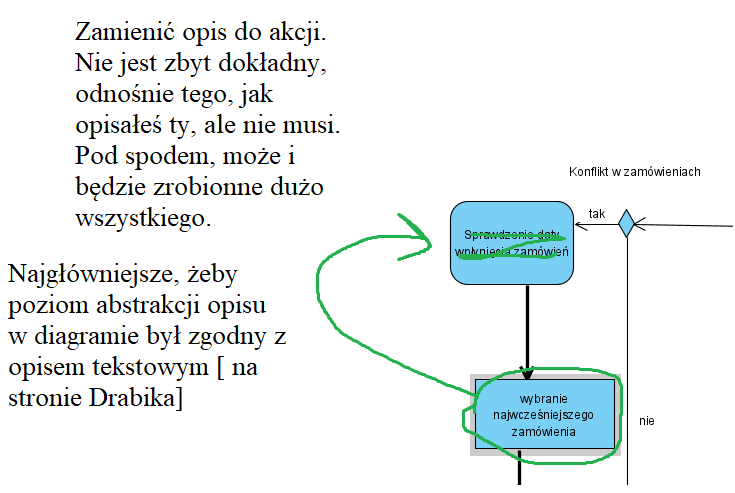 Zamienić opis do akcji.
Nie jest zbyt dokładny,
odnośnie tego, jak
opisałeś ty, ale nie musi.
Pod spodem, może i
będzie zrobionne dużo
wszystkiego.
Najgłówniejsze, żeby
poziom abstrakcji opisu
w diagramie był zgodny z
opisem tekstowym [ na
stronie Drabika]
Konflikt w zamówieniach
tak
Sprawdzenie daty
wpłynięcia zamówień
wybranie
najwcześniejszego
zamówienia
nie